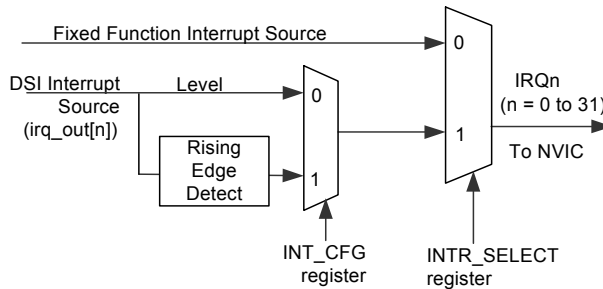 Fixed Function Interrupt Source
0
DSI Interrupt
Source
(irq_out[n])
Level
0
Rising
Edge
Detect
1
1
IRQn
(n = 0 to 31)
To NVIC
INT_CFG
register
INTR_SELECT
register